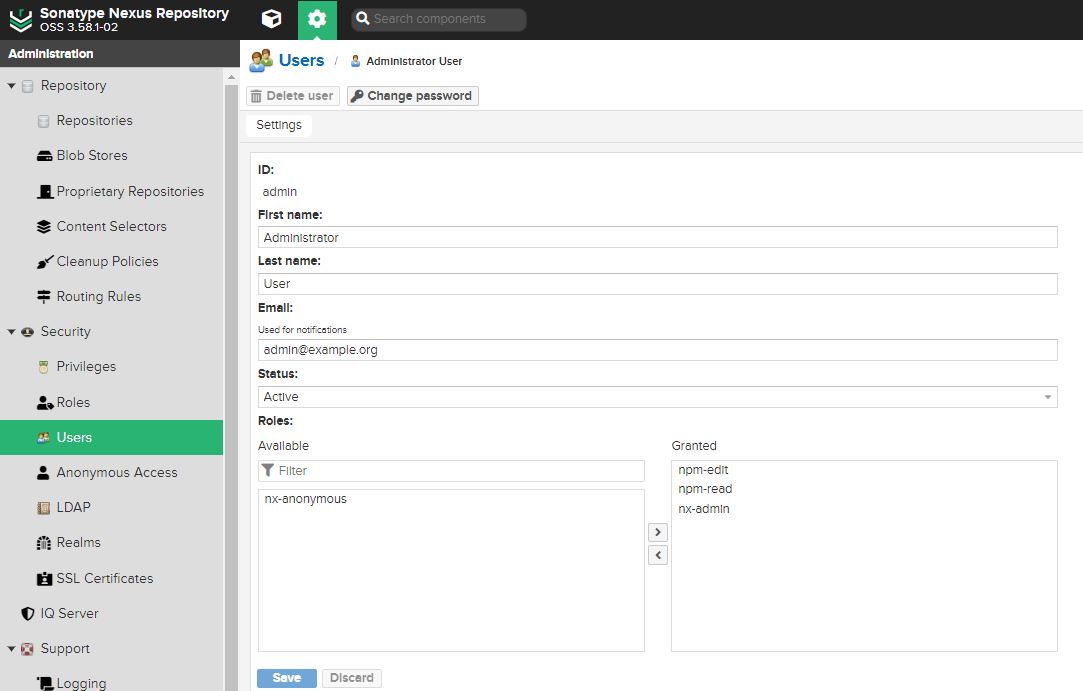 Sonatype Nexus Repository
OSS 3.58.1-02
Search components
Administration
Repository
Repositories
Blob Stores
Proprietary Repositories
Content Selectors
Cleanup Policies
Routing Rules
Security
Privileges
Roles
Users
Anonymous Access
LDAP
Realms
SSL Certificates
IQ Server
Support
Logging
Users / Administrator User
Delete user Change password
Settings
ID:
admin
First name:
Administrator
Last name:
User
Email:
Used for notifications
admin@example.org
Status:
Active
Roles:
Available
Filter
nx-anonymous
Granted
npm-edit
npm-read
nx-admin
Save Discard